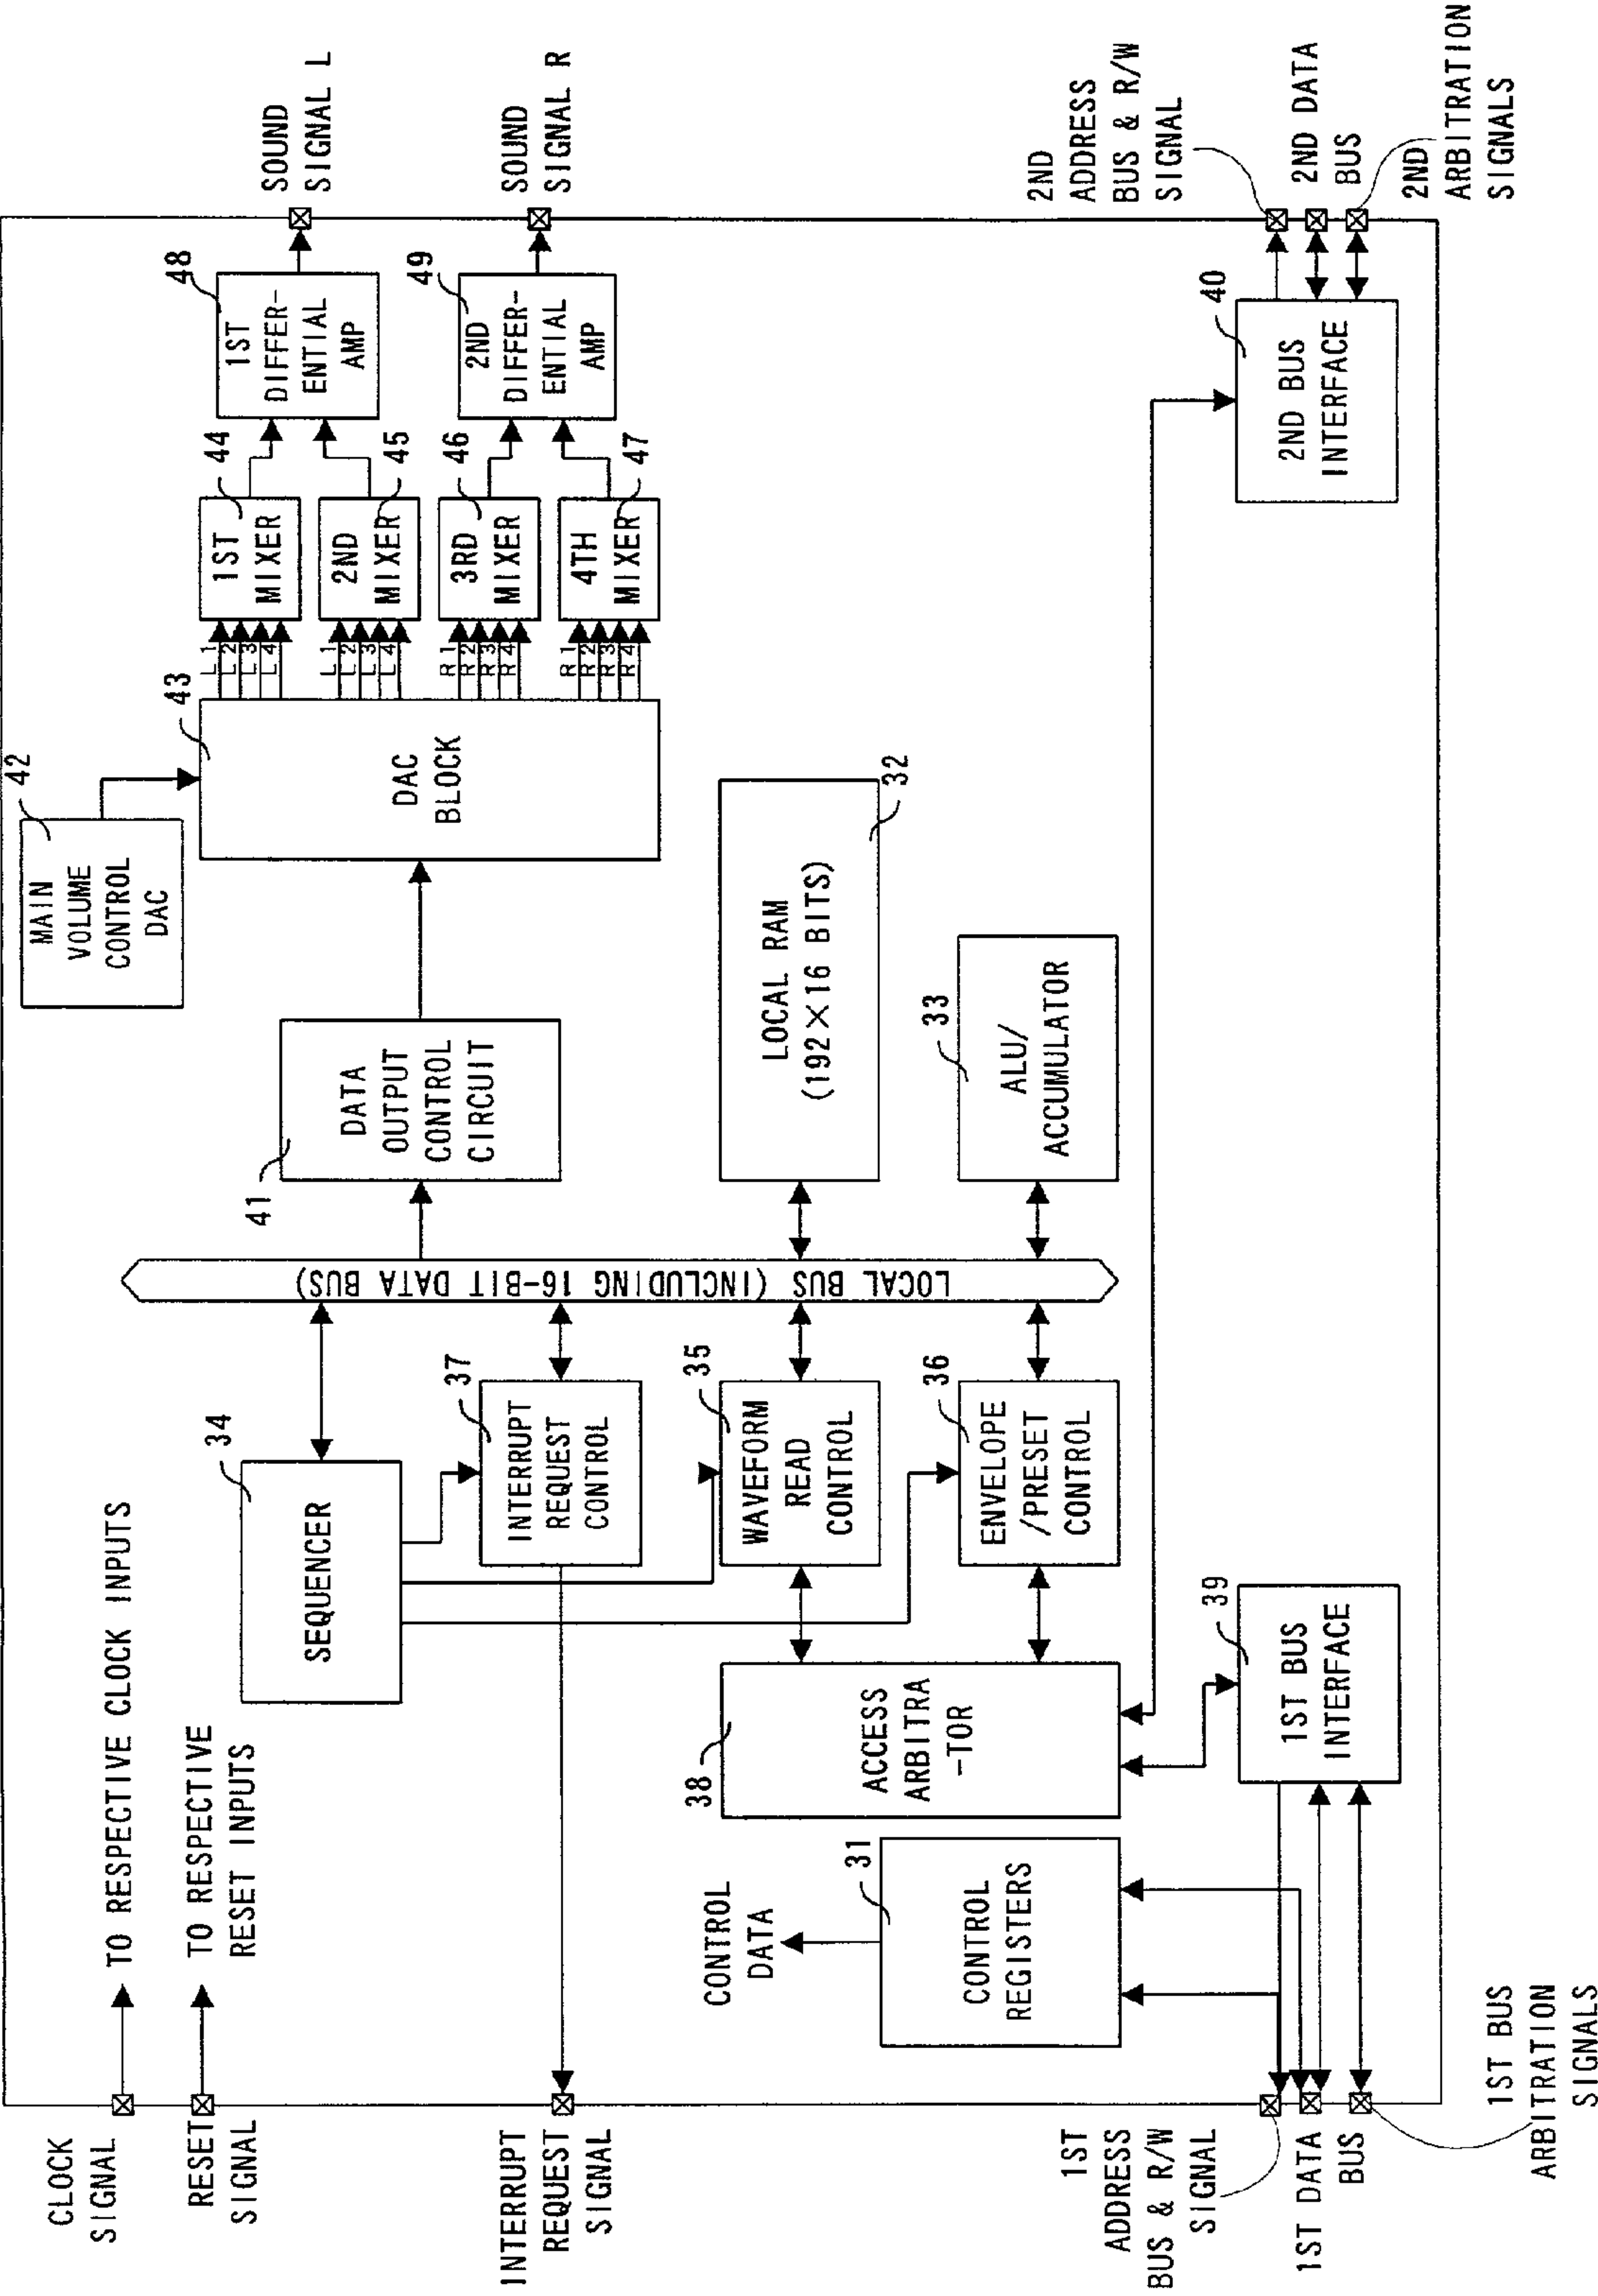 CLOCK
SIGNAL
TO RESPECTIVE CLOCK INPUTS
RESET
SIGNAL
TO RESPECTIVE
RESET INPUTS
INTERRUPT
REQUEST
SIGNAL
1ST
ADDRESS
BUS & R/W
SIGNAL
1ST DATA
BUS
1ST BUS
ARBITRATION
SIGNALS
CONTROL
DATA
31
CONTROL
REGISTERS
38
ACCESS
ARBITRA
-TOR
39
1ST BUS
INTERFACE
34
SEQUENCER
37
INTERRUPT
REQUEST
CONTROL
35
WAVEFORM
READ
CONTROL
36
ENVELOPE
/PRESET
CONTROL
LOCAL BUS (INCLUDING 16-BIT DATA BUS)
41
DATA
OUTPUT
CONTROL
CIRCUIT
32
LOCAL RAM
(192×16 BITS)
33
ALU/
ACCUMULATOR
42
MAIN
VOLUME
CONTROL
DAC
43
DAC
BLOCK
L1
L2
L3
L4
L1
L2
L3
L4
R1
R2
R3
R4
R1
R2
R3
R4
44
1ST
MIXER
45
2ND
MIXER
46
3RD
MIXER
47
4TH
MIXER
48
1ST
DIFFER-
ENTIAL
AMP
49
2ND
DIFFER-
ENTIAL
AMP
SOUND
SIGNAL L
SOUND
SIGNAL R
40
2ND BUS
INTERFACE
2ND
ADDRESS
BUS & R/W
SIGNAL
2ND DATA
BUS
2ND
ARBITRATION
SIGNALS